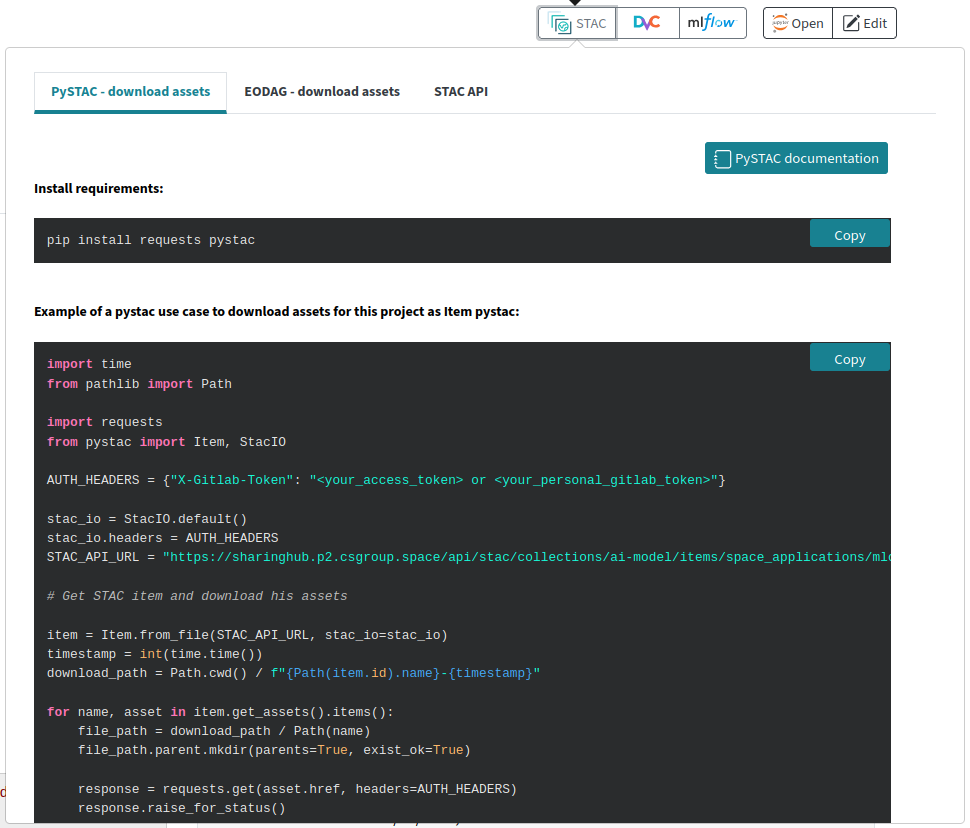 STAC DVC mlflow Open Edit
PySTAC - download assets EODAG - download assets STAC API
PySTAC documentation
Install requirements:
Copy
pip install requests pystac
Example of a pystac use case to download assets for this project as Item pystac:
Copy
import time
from pathlib import Path
import requests
from pystac import Item, StacIO
AUTH_HEADERS = {"X-Gitlab-Token": "<your_access_token> or <your_personal_gitlab_token>"}
stac_io = StacIO.default()
stac_io.headers = AUTH_HEADERS
STAC_API_URL = "https://sharinghub.p2.csgroup.space/api/stac/collections/ai-model/items/space_applications/ml
# Get STAC item and download his assets
item = Item.from_file(STAC_API_URL, stac_io=stac_io)
timestamp = int(time.time())
download_path = Path.cwd() / f"{Path(item.id).name}-{timestamp}"
for name, asset in item.get_assets().items():
    file_path = download_path / Path(name)
    file_path.parent.mkdir(parents=True, exist_ok=True)
    response = requests.get(asset.href, headers=AUTH_HEADERS)
    response.raise_for_status()